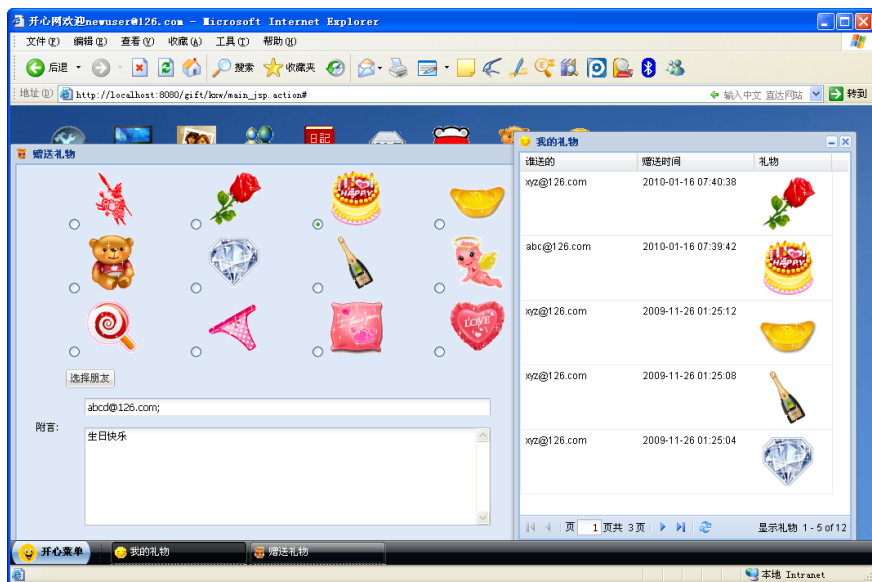 开心网欢迎newuser@126.com - Microsoft Internet Explorer
文件(F) 编辑(E) 查看(V) 收藏(A) 工具(T) 帮助(H)
后退 搜索 收藏夹
地址(D) http://localhost:8080/gift/kxw/main_jsp.action# 输入中文 直达网站 转到
日記
赠送礼物
I ♥ U
HAPPY
I love you
LOVE
选择朋友
abcd@126.com;
附言:
生日快乐
我的礼物
谁送的 赠送时间 礼物
xyz@126.com 2010-01-16 07:40:38
abc@126.com 2010-01-16 07:39:42
HAPPY
xyz@126.com 2009-11-26 01:25:12
xyz@126.com 2009-11-26 01:25:08
xyz@126.com 2009-11-26 01:25:04
页 1 页共 3 页 显示礼物 1 - 5 of 12
开心菜单 我的礼物 赠送礼物
本地 Intranet